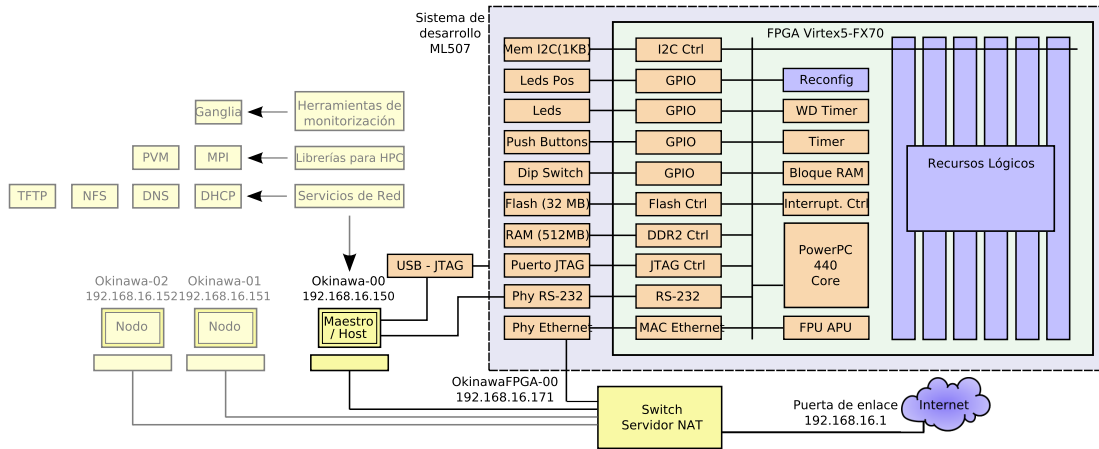 Sistema de
desarrollo
ML507
FPGA Virtex5-FX70
Mem I2C(1KB)
I2C Ctrl
Leds Pos
GPIO
Reconfig
Leds
GPIO
WD Timer
Push Buttons
GPIO
Timer
Dip Switch
GPIO
Bloque RAM
Flash (32 MB)
Flash Ctrl
Interrupt. Ctrl
RAM (512MB)
DDR2 Ctrl
PowerPC
440
Core
Puerto JTAG
JTAG Ctrl
Phy RS-232
RS-232
Phy Ethernet
MAC Ethernet
FPU APU
Recursos Lógicos
Ganglia
Herramientas de
monitorización
PVM
MPI
Librerías para HPC
TFTP
NFS
DNS
DHCP
Servicios de Red
USB - JTAG
Okinawa-02
192.168.16.152
Okinawa-01
192.168.16.151
Okinawa-00
192.168.16.150
Nodo
Nodo
Maestro
/ Host
OkinawaFPGA-00
192.168.16.171
Switch
Servidor NAT
Puerta de enlace
192.168.16.1
Internet